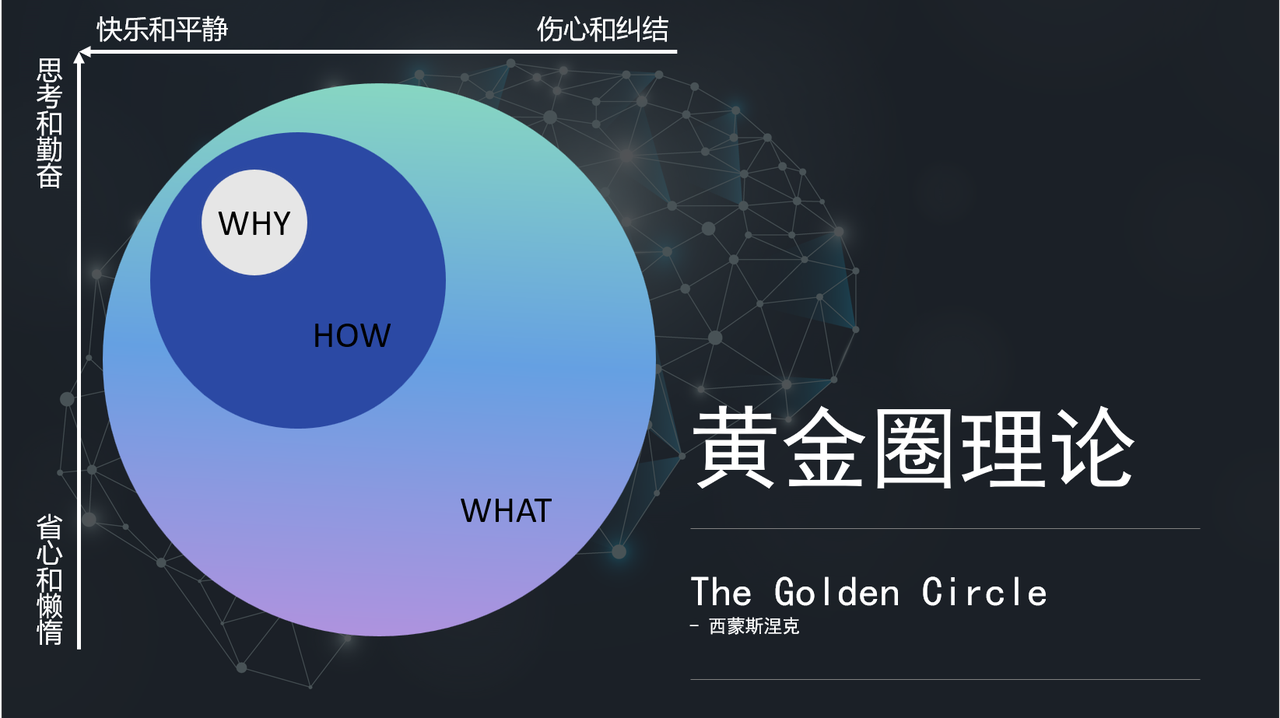 快乐和平静
伤心和纠结
思考和勤奋
省心和懒惰
WHY
HOW
WHAT
黄金圈理论
The Golden Circle
- 西蒙斯涅克